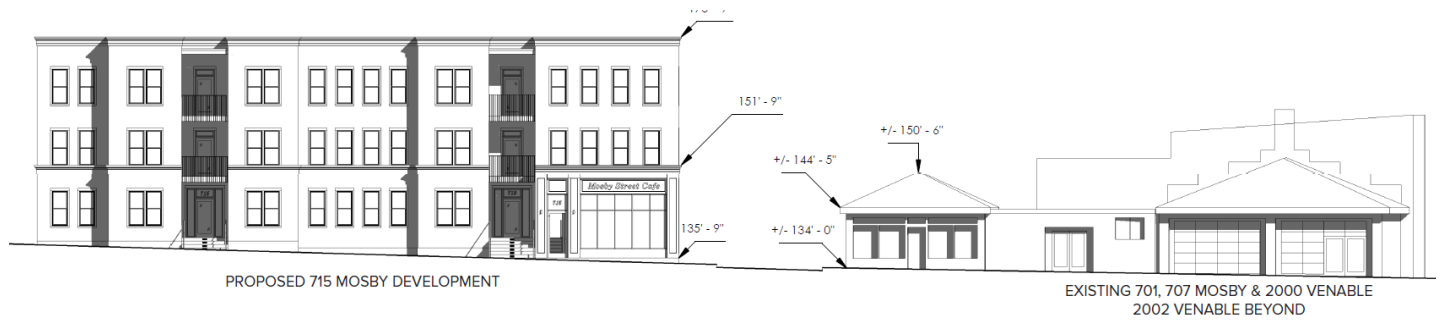 151' - 9"
+/- 150' - 6"
+/- 144' - 5"
Mosby Street Cafe
135' - 9"
+/- 134' - 0"
PROPOSED 715 MOSBY DEVELOPMENT
EXISTING 701, 707 MOSBY & 2000 VENABLE
2002 VENABLE BEYOND